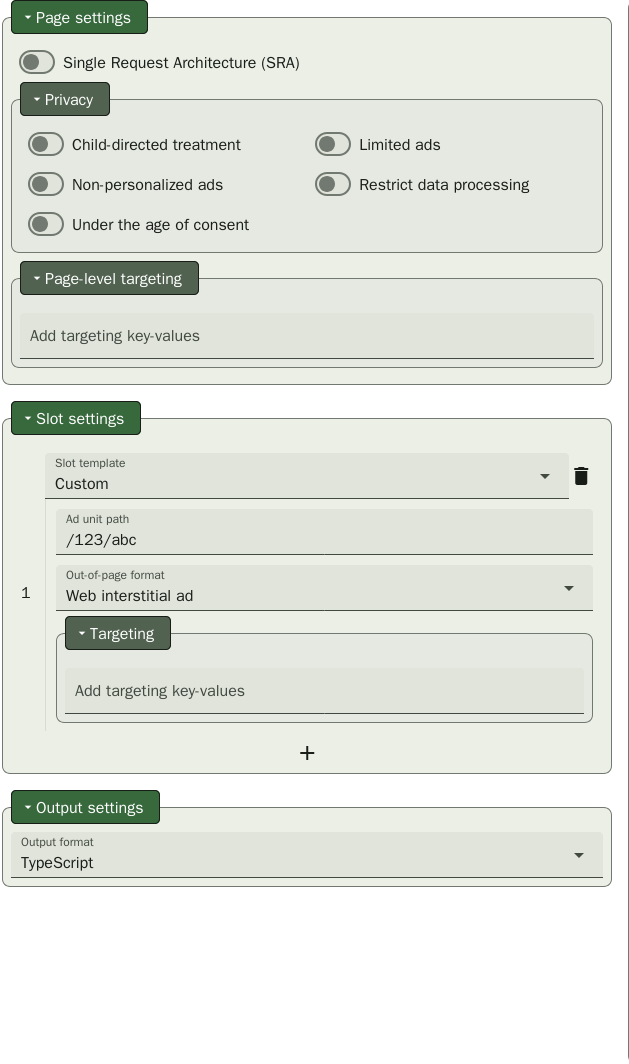 Page settings
Single Request Architecture (SRA)
Privacy
Child-directed treatment
Limited ads
Non-personalized ads
Restrict data processing
Under the age of consent
Page-level targeting
Add targeting key-values
Slot settings
Slot template
Custom
Ad unit path
/123/abc
1
Out-of-page format
Web interstitial ad
Targeting
Add targeting key-values
+
Output settings
Output format
TypeScript